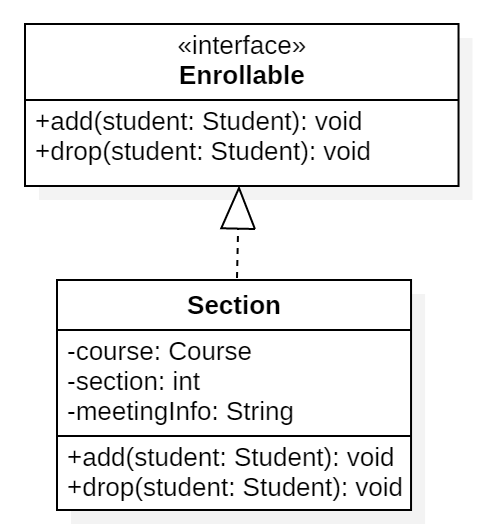 «interface»
Enrollable
+add(student: Student): void
+drop(student: Student): void
Section
-course: Course
-section: int
-meetingInfo: String
+add(student: Student): void
+drop(student: Student): void